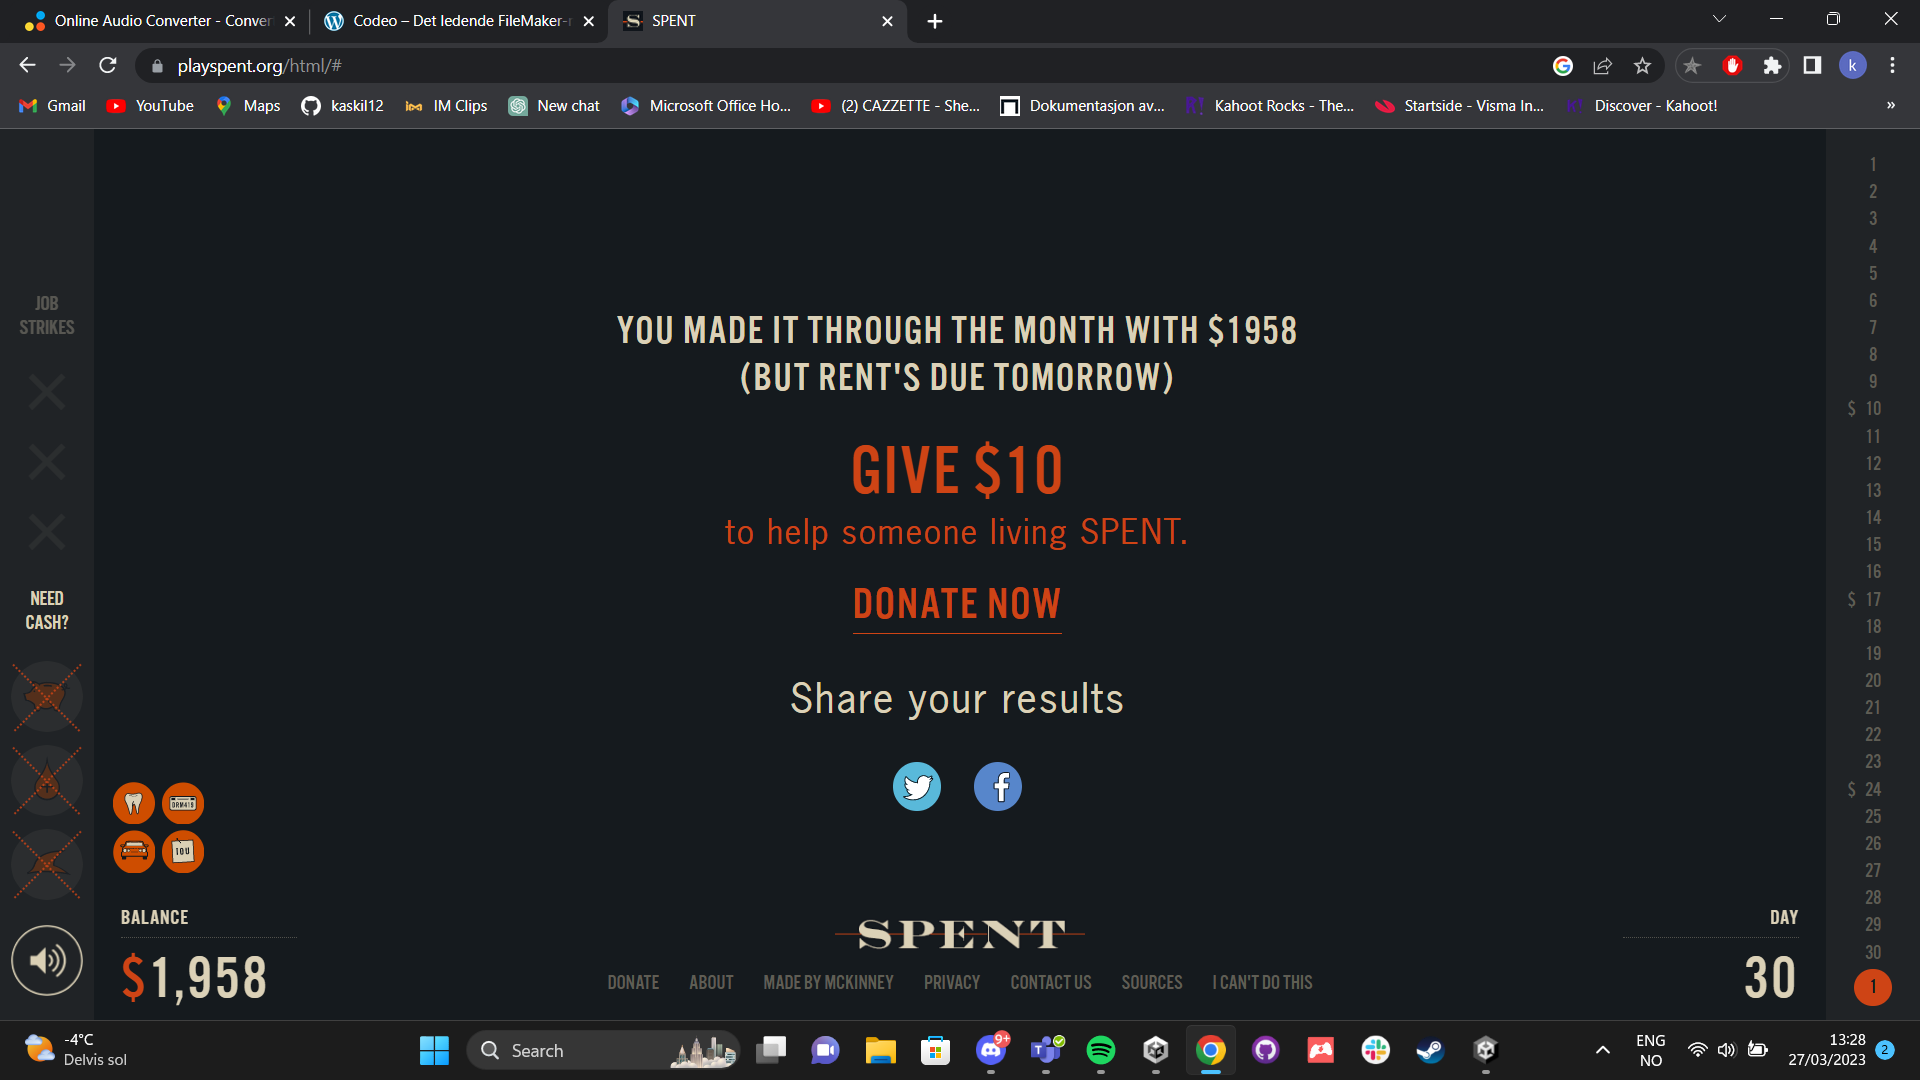 Online Audio Converter - Conver
Codeo – Det ledende FileMaker-
SPENT
playspent.org/html/#
k
Gmail
YouTube
Maps
kaskil12
IM Clips
New chat
Microsoft Office Ho...
(2) CAZZETTE - She...
Dokumentasjon av...
Kahoot Rocks - The...
Startside - Visma In...
Discover - Kahoot!
»
JOB
STRIKES
NEED
CASH?
YOU MADE IT THROUGH THE MONTH WITH $1958
(BUT RENT'S DUE TOMORROW)
GIVE $10
to help someone living SPENT.
DONATE NOW
Share your results
IOU
BALANCE
$1,958
SPENT
DONATE
ABOUT
MADE BY MCKINNEY
PRIVACY
CONTACT US
SOURCES
I CAN'T DO THIS
DAY
30
1
2
3
4
5
6
7
8
9
$ 10
11
12
13
14
15
16
$ 17
18
19
20
21
22
23
$ 24
25
26
27
28
29
30
1
-4°C
Delvis sol
Search
9+
ENG
NO
13:28
27/03/2023
2